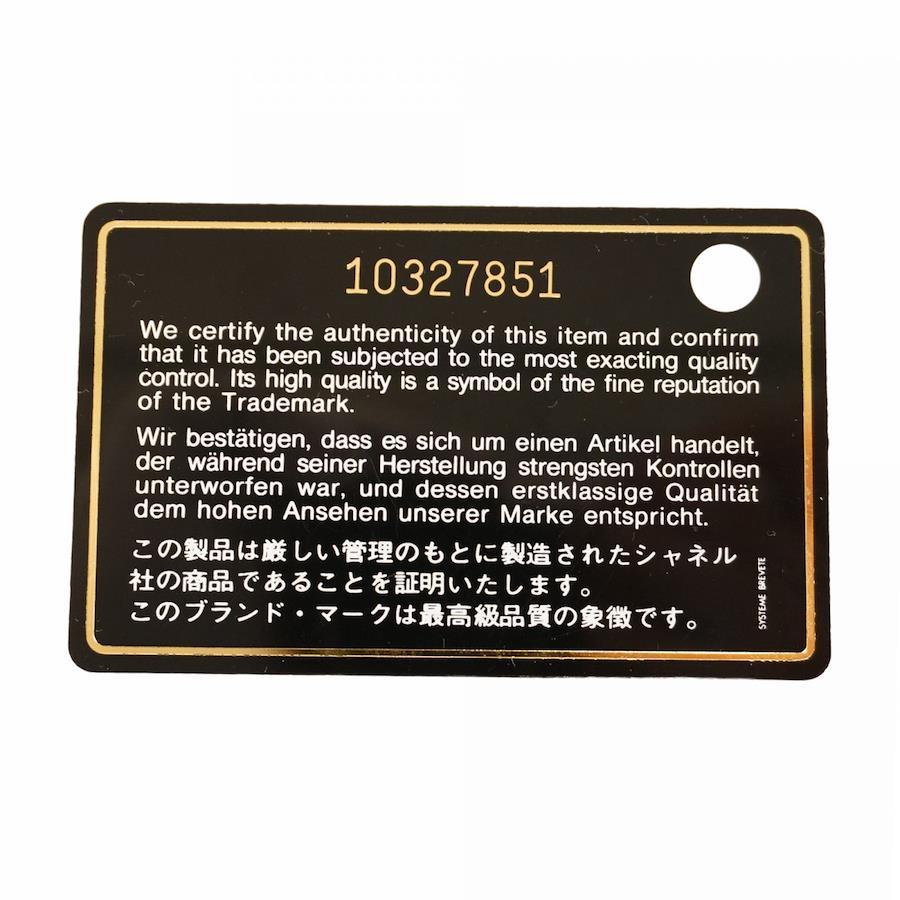 10327851
We certify the authenticity of this item and confirm
that it has been subjected to the most exacting quality
control. Its high quality is a symbol of the fine reputation
of the Trademark.
Wir bestätigen, dass es sich um einen Artikel handelt,
der während seiner Herstellung strengsten Kontrollen
unterworfen war, und dessen erstklassige Qualität
dem hohen Ansehen unserer Marke entspricht.
この製品は厳しい管理のもとに製造されたシャネル
社の商品であることを証明いたします。
このブランド・マークは最高級品質の象徴です。
SYSTEME BREVETE